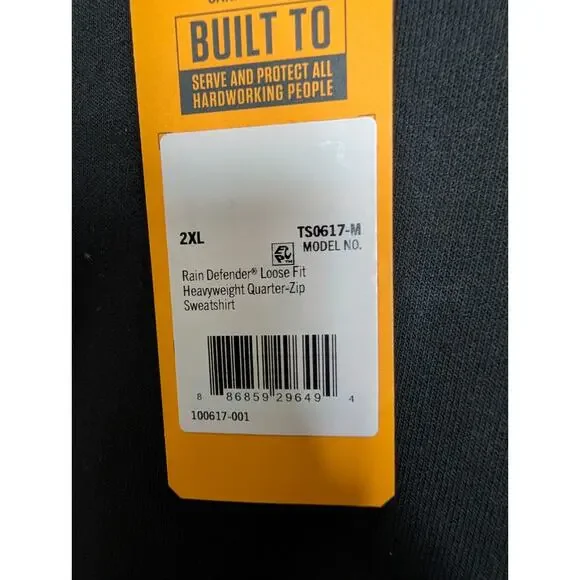 BUILT TO
SERVE AND PROTECT ALL
HARDWORKING PEOPLE
2XL
TS0617-M
MODEL NO.
Rain Defender® Loose Fit
Heavyweight Quarter-Zip
Sweatshirt
8 86859 29649 4
100617-001